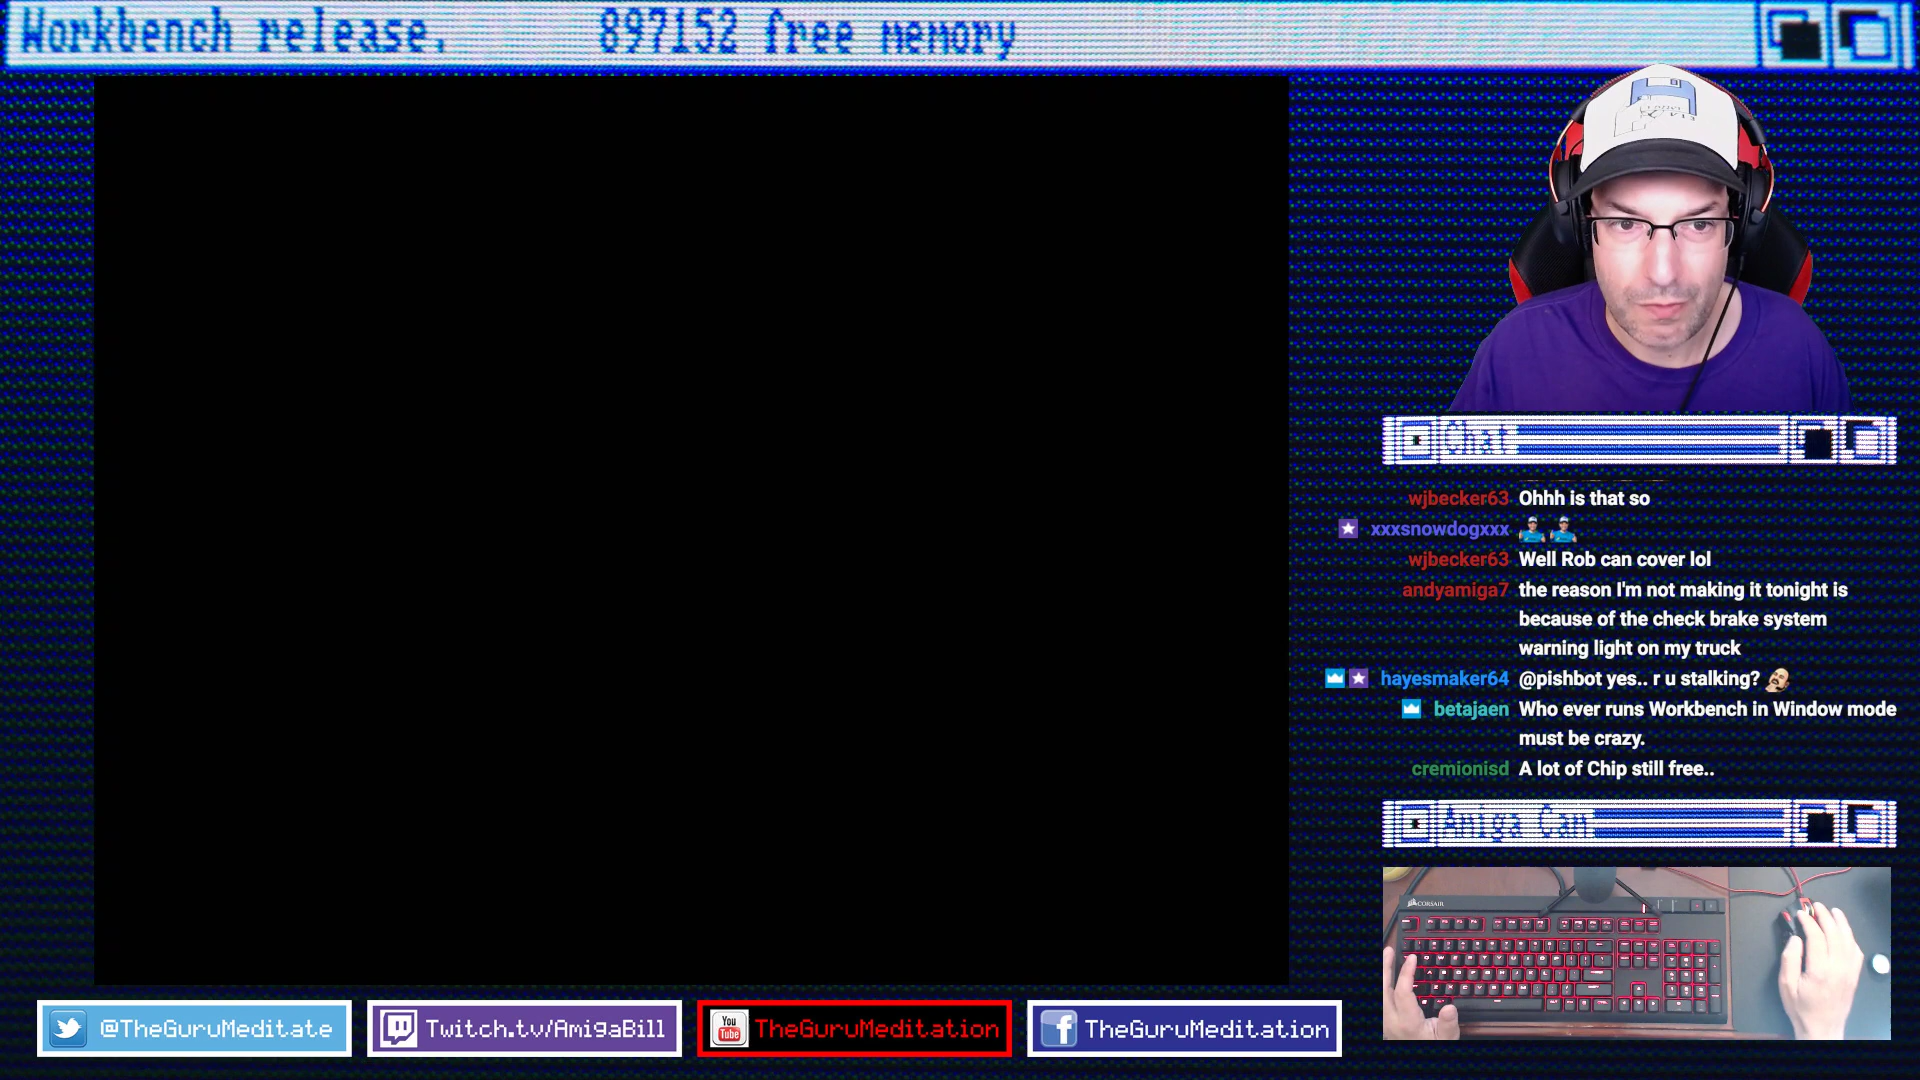 Workbench release.    897152 free memory
Chat
wjbecker63 Ohhh is that so
xxxsnowdogxxx
wjbecker63 Well Rob can cover lol
andyamiga7 the reason I'm not making it tonight is
because of the check brake system
warning light on my truck
hayesmaker64 @pishbot yes.. r u stalking?
betajaen Who ever runs Workbench in Window mode
must be crazy.
cremionisd A lot of Chip still free..
Amiga Cam
CORSAIR
@TheGuruMeditate
Twitch.tv/AmigaBill
You
Tube
TheGuruMeditation
f
TheGuruMeditation